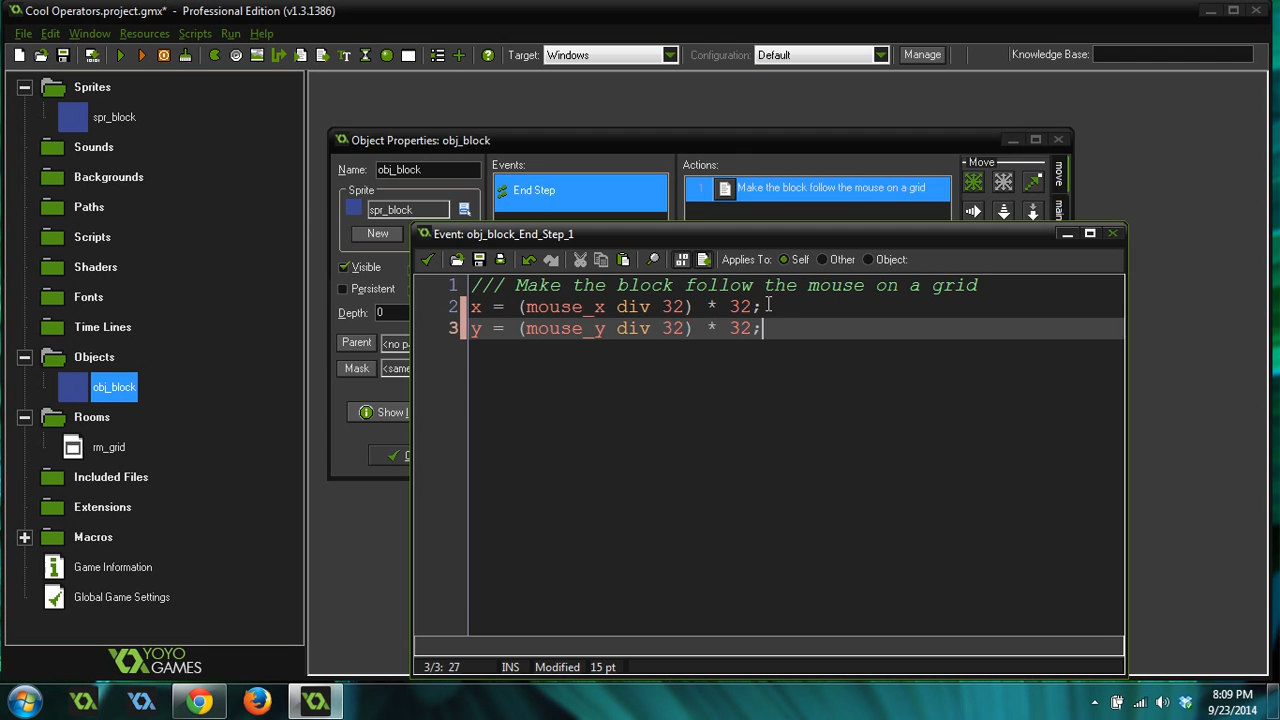 Cool Operators.project.gmx* - Professional Edition (v1.3.1386)
File Edit Window Resources Scripts Run Help
Target: Windows Configuration: Default Manage Knowledge Base:
Sprites
spr_block
Sounds
Backgrounds
Paths
Scripts
Shaders
Fonts
Time Lines
Objects
obj_block
Rooms
rm_grid
Included Files
Extensions
Macros
Game Information
Global Game Settings
YOYO
GAMES
Object Properties: obj_block
Name: obj_block
Sprite
spr_block
New
Visible
Persistent
Depth: 0
Parent <no p
Mask <same
Show I
Events:
End Step
Actions:
1 Make the block follow the mouse on a grid
Move
move
main
Event: obj_block_End_Step_1
Applies To: Self Other Object:
1 /// Make the block follow the mouse on a grid
2 x = (mouse_x div 32) * 32;
3 y = (mouse_y div 32) * 32;
3/3: 27 INS Modified 15 pt
8:09 PM
9/23/2014